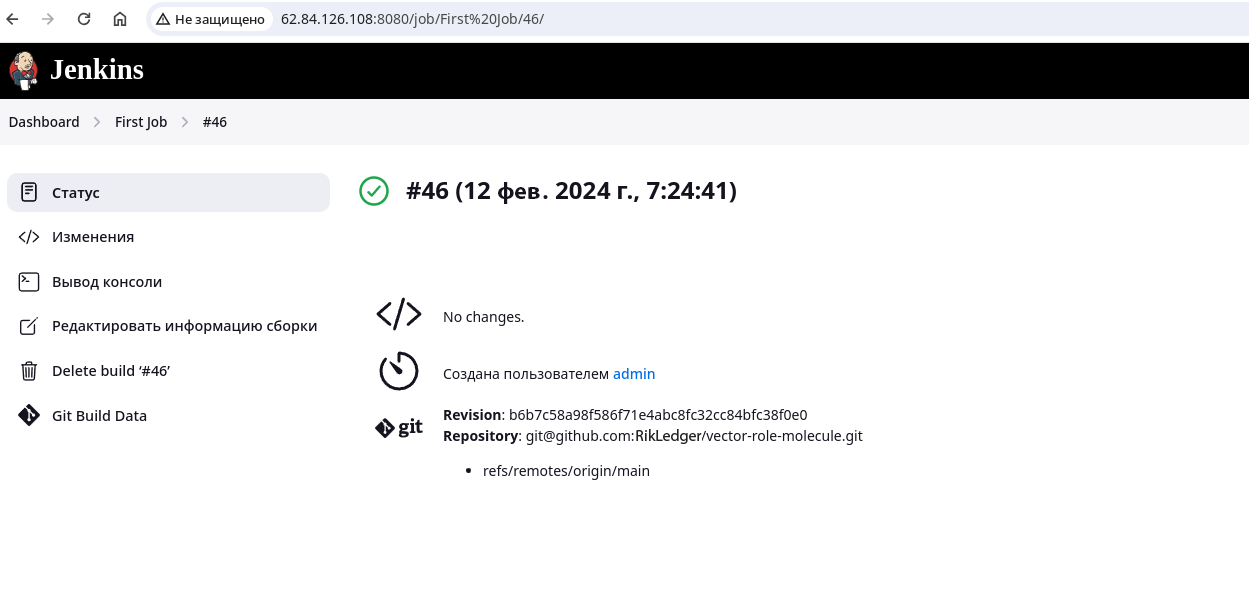 Не защищено 62.84.126.108:8080/job/First%20Job/46/
Jenkins
Dashboard First Job #46
Статус
Изменения
Вывод консоли
Редактировать информацию сборки
Delete build ‘#46’
Git Build Data
#46 (12 фев. 2024 г., 7:24:41)
No changes.
Создана пользователем admin
git
Revision: b6b7c58a98f586f71e4abc8fc32cc84bfc38f0e0
Repository: git@github.com:RikLedger/vector-role-molecule.git
refs/remotes/origin/main